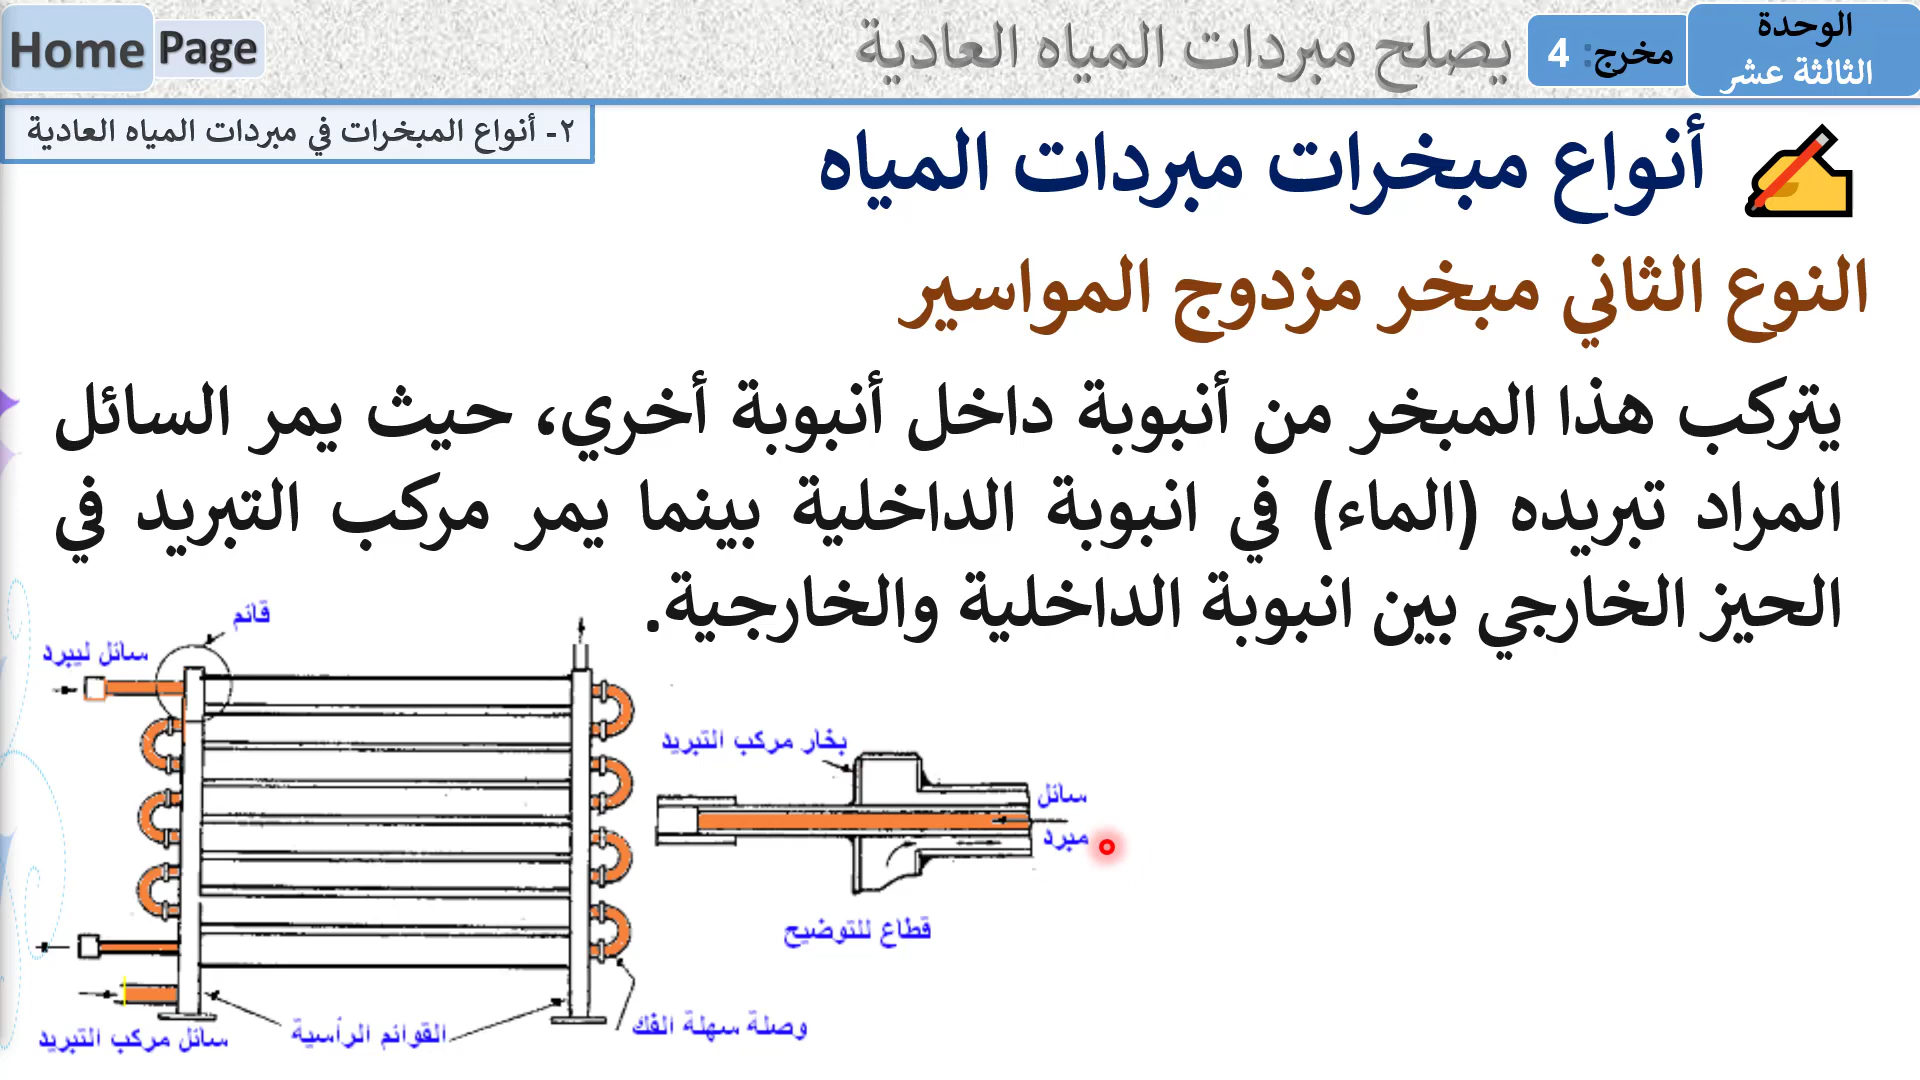 الوحدة
الثالثة عشر
مخرج: 4
يصلح مبردات المياه العادية
Home Page
٢- أنواع المبخرات في مبردات المياه العادية
أنواع مبخرات مبردات المياه
النوع الثاني مبخر مزدوج المواسير
يتركب هذا المبخر من أنبوبة داخل أنبوبة أخري، حيث يمر السائل
المراد تبريده (الماء) في انبوبة الداخلية بينما يمر مركب التبريد في
الحيز الخارجي بين انبوبة الداخلية والخارجية.
قائم
سائل ليبرد
بخار مركب التبريد
سائل
مبرد
قطاع للتوضيح
وصلة سهلة الفك
القوائم الرأسية
سائل مركب التبريد